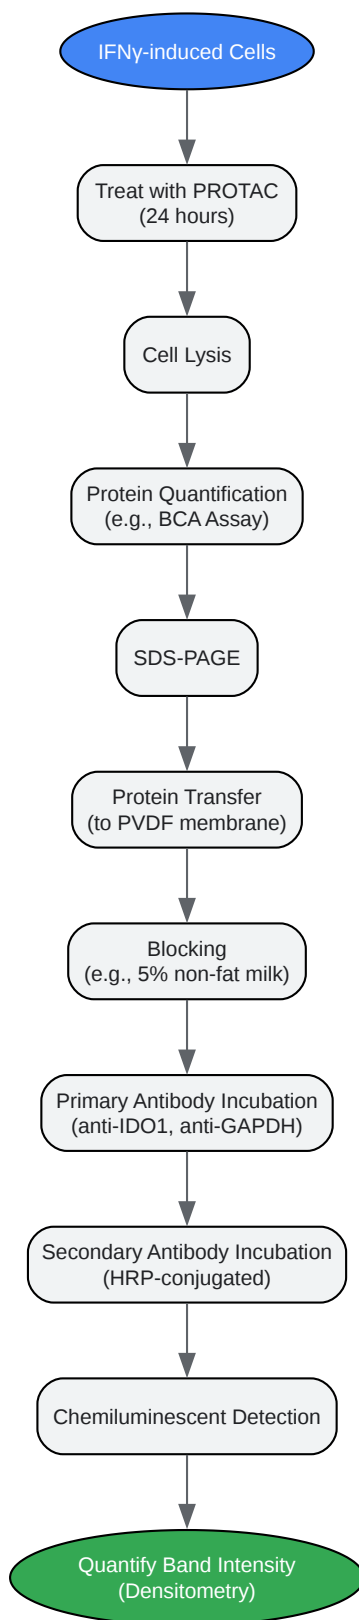 IFNγ-induced Cells
Treat with PROTAC
(24 hours)
Cell Lysis
Protein Quantification
(e.g., BCA Assay)
SDS-PAGE
Protein Transfer
(to PVDF membrane)
Blocking
(e.g., 5% non-fat milk)
Primary Antibody Incubation
(anti-IDO1, anti-GAPDH)
Secondary Antibody Incubation
(HRP-conjugated)
Chemiluminescent Detection
Quantify Band Intensity
(Densitometry)